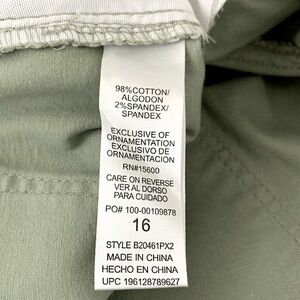 98%COTTON/
ALGODON
2%SPANDEX/
SPANDEX
EXCLUSIVE OF
ORNAMENTATION
EXCLUSIVO DE
ORNAMENTACION
RN#15600
CARE ON REVERSE
VER AL DORSO
PARA CUIDADO
PO# 100-00109878
16
STYLE B20461PX2
MADE IN CHINA
HECHO EN CHINA
UPC 196128789627